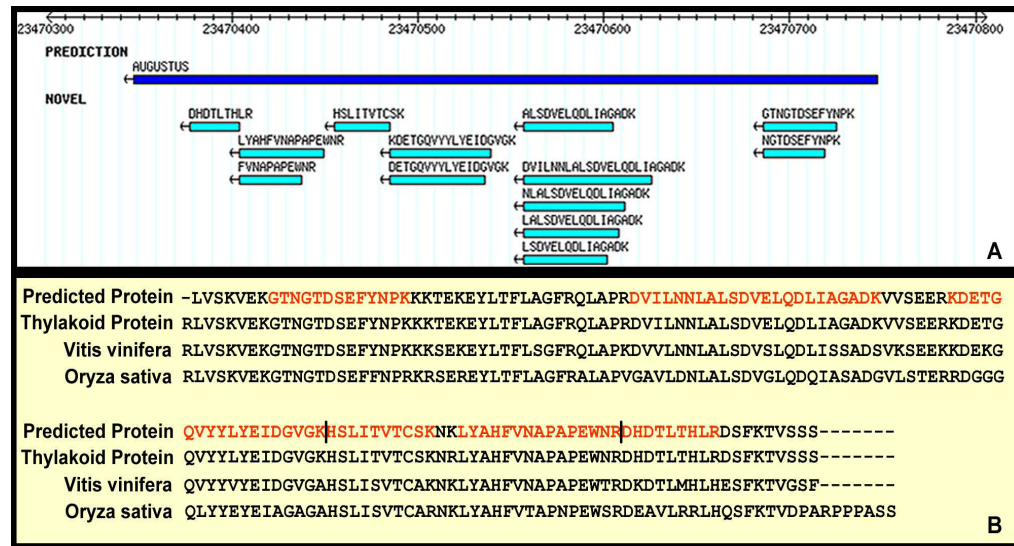 23470300 23470400 23470500 23470600 23470700 23470800
PREDICTION
AUGUSTUS
NOVEL
DHDTLTHLR HSLITVTCSK ALSDVELQDLIAGADK GTNGTDSEFYNPK
LYAHFVNAPAPEWNR KDETGQVYYLYEIDGVGK NGTDSEFYNPK
FVNAPAPEWNR DETGQVYYLYEIDGVGK DVILNNLALSDVELQDLIAGADK
NLALSDVELQDLIAGADK
LALSDVELQDLIAGADK
LSDVELQDLIAGADK
A
Predicted Protein -LVSKVEKGTNGTDSEFYNPKKKTEKEYLTFLAGFRQLAPRDVILNNLALSDVELQDLIAGADKVVSEERKDETG
Thylakoid Protein RLVSKVEKGTNGTDSEFYNPKKKTEKEYLTFLAGFRQLAPRDVILNNLALSDVELQDLIAGADKVVSEERKDETG
Vitis vinifera RLVSKVEKGTNGTDSEFYNPKKKSEKEYLTFLSGFRQLAPKDVVLNNLALSDVSLQDLISSADSVKSEEKKDEKG
Oryza sativa RLVSKVEKGTNGTDSEFFNPRKRSEREYLTFLAGFRALAPVGAVLDNLALSDVGLQDQIASADGVLSTERRDGGG
Predicted Protein QVYYLYEIDGVGKHSLITVTCSKNKLYAHFVNAPAPEWNRDHDTLTHLRDSFKTVSSS-------
Thylakoid Protein QVYYLYEIDGVGKHSLITVTCSKNRLYAHFVNAPAPEWNRDHDTLTHLRDSFKTVSSS-------
Vitis vinifera QVYYVYEIDGVGAHSLISVTCAKNKLYAHFVNAPAPEWTRDKDTLMHLHESFKTVGSF-------
Oryza sativa QLYYEYEIAGAGAHSLISVTCARNKLYAHFVTAPNPEWSRDEAVLRRLHQSFKTVDPARPPPASS
B